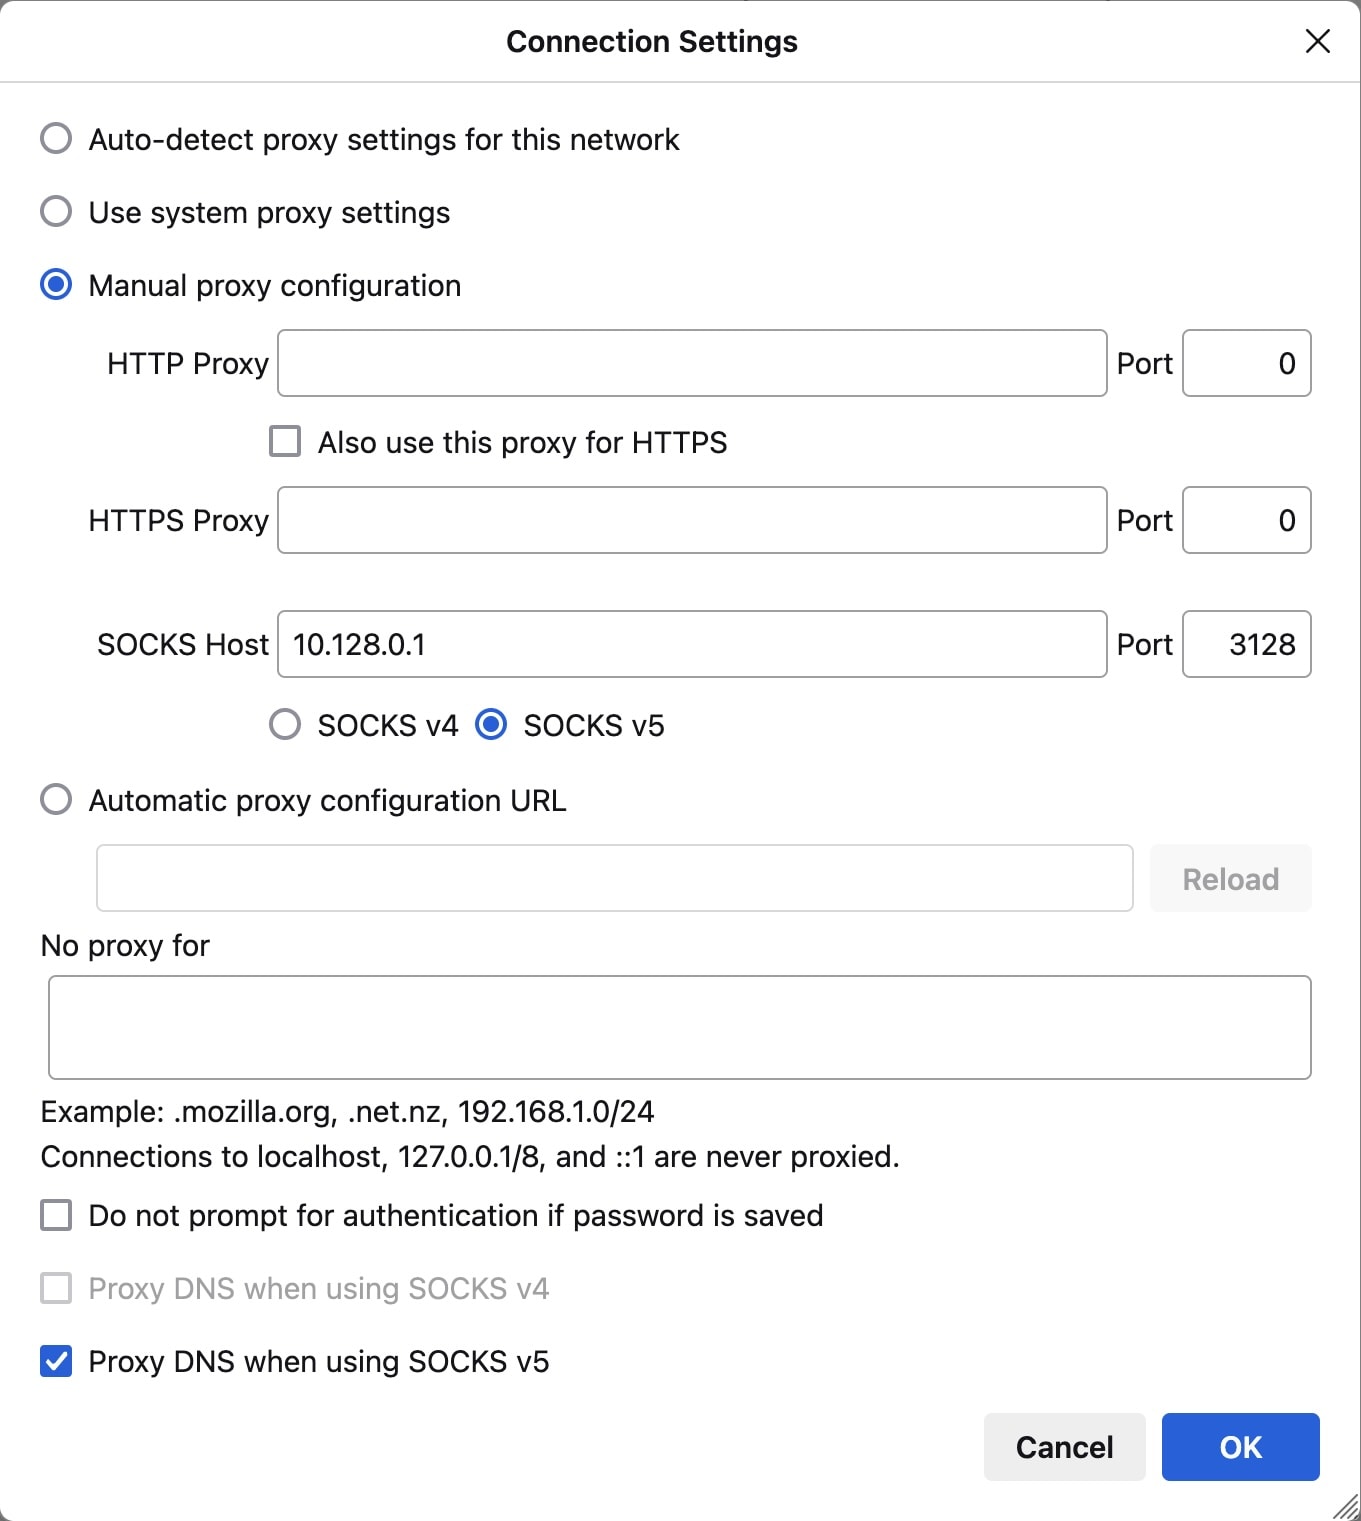 Connection Settings
Auto-detect proxy settings for this network
Use system proxy settings
Manual proxy configuration
HTTP Proxy Port 0
Also use this proxy for HTTPS
HTTPS Proxy Port 0
SOCKS Host 10.128.0.1 Port 3128
SOCKS v4 SOCKS v5
Automatic proxy configuration URL
Reload
No proxy for
Example: .mozilla.org, .net.nz, 192.168.1.0/24
Connections to localhost, 127.0.0.1/8, and ::1 are never proxied.
Do not prompt for authentication if password is saved
Proxy DNS when using SOCKS v4
Proxy DNS when using SOCKS v5
Cancel OK